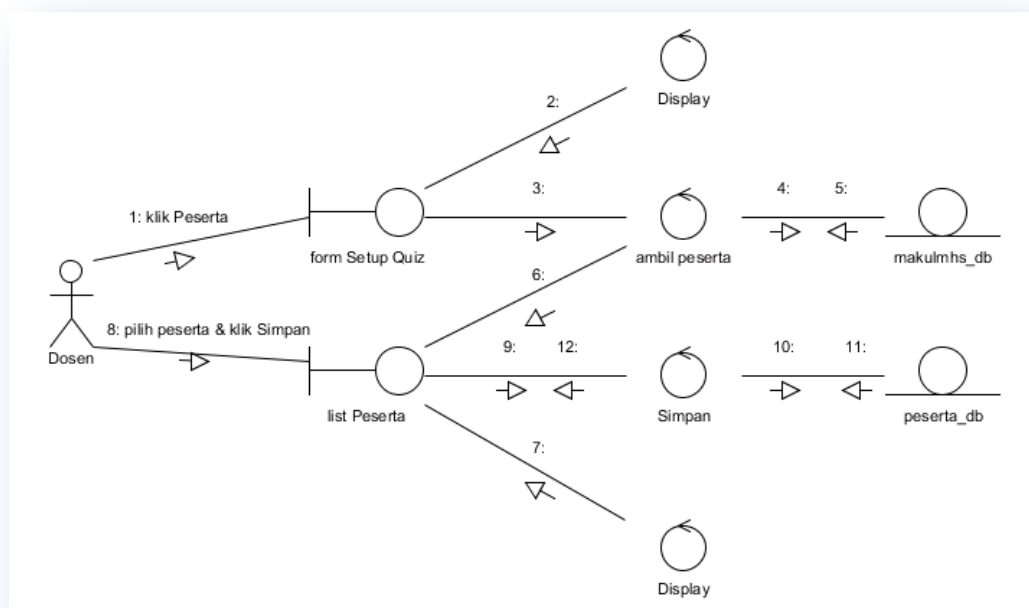 Display
2:
1: klik Peserta
3:
4:
5:
form Setup Quiz
ambil peserta
makulmhs_db
6:
8: pilih peserta & klik Simpan
Dosen
9:
12:
10:
11:
list Peserta
Simpan
peserta_db
7:
Display